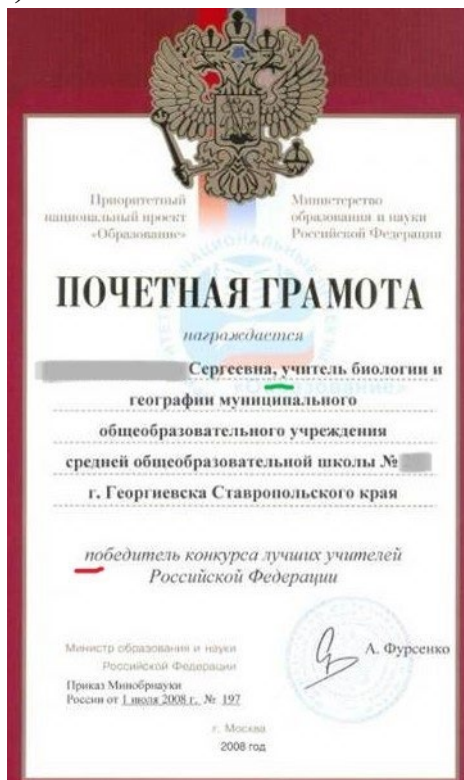 Приоритетный
национальный проект
«Образование»
Министерство
образования и науки
Российской Федерации
ПОЧЕТНАЯ ГРАМОТА
награждается
Сергеевна, учитель биологии и
географии муниципального
общеобразовательного учреждения
средней общеобразовательной школы №
г. Георгиевска Ставропольского края
победитель конкурса лучших учителей
Российской Федерации
Министр образования и науки
Российской Федерации
А. Фурсенко
Приказ Минобрнауки
России от 1 июля 2008 г. № 197
г. Москва
2008 год